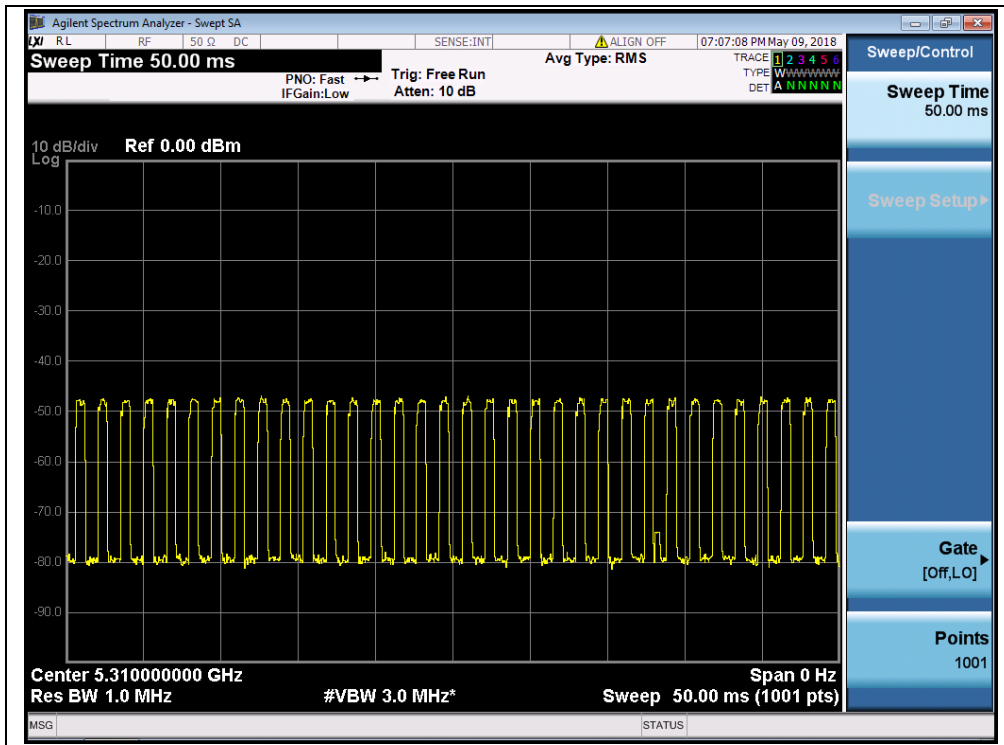 Agilent Spectrum Analyzer - Swept SA
LXI RL RF 50 Ω DC SENSE:INT ALIGN OFF 07:07:08 PM May 09, 2018
Sweep Time 50.00 ms
PNO: Fast
IFGain:Low
Trig: Free Run
Atten: 10 dB
Avg Type: RMS
TRACE 1 2 3 4 5 6
TYPE WWWWWW
DET A N N N N N
Sweep/Control
Sweep Time
50.00 ms
Sweep Setup
Gate
[Off,LO]
Points
1001
10 dB/div Ref 0.00 dBm
Log
-10.0
-20.0
-30.0
-40.0
-50.0
-60.0
-70.0
-80.0
-90.0
Center 5.310000000 GHz Span 0 Hz
Res BW 1.0 MHz #VBW 3.0 MHz* Sweep 50.00 ms (1001 pts)
MSG STATUS